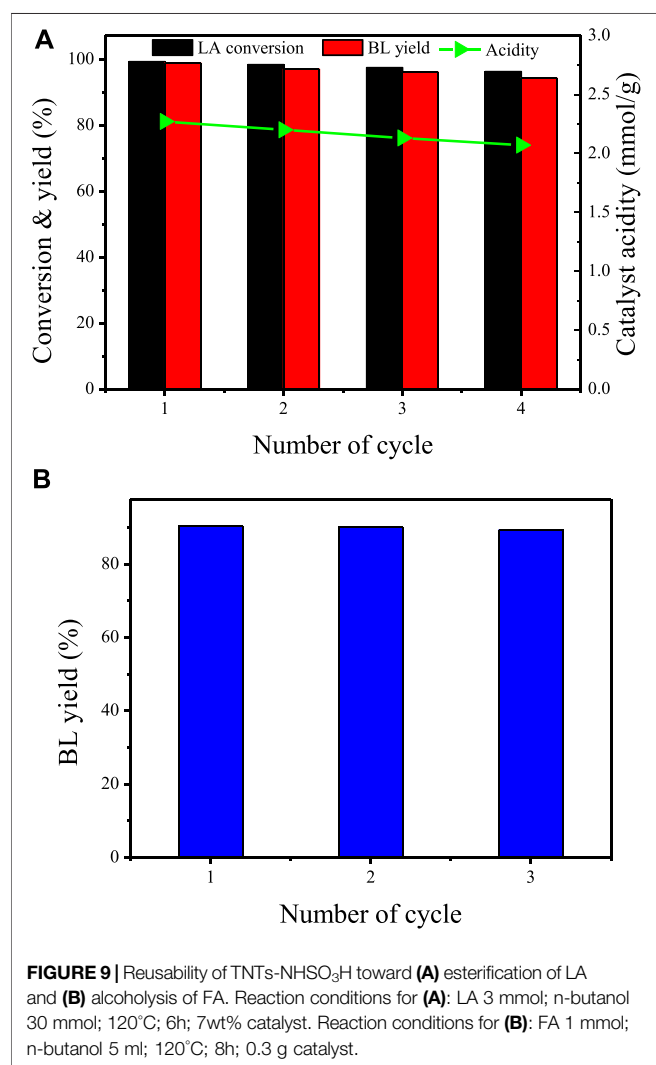 A
LA conversion BL yield Acidity
Conversion & yield (%)
100
80
60
40
20
0
3.0
2.5
2.0
1.5
1.0
0.5
0.0
Catalyst acidity (mmol/g)
1 2 3 4
Number of cycle
B
BL yield (%)
80
60
40
20
0
1 2 3
Number of cycle
FIGURE 9 | Reusability of TNTs-NHSO₃H toward (A) esterification of LA
and (B) alcoholysis of FA. Reaction conditions for (A): LA 3 mmol; n-butanol
30 mmol; 120°C; 6h; 7wt% catalyst. Reaction conditions for (B): FA 1 mmol;
n-butanol 5 ml; 120°C; 8h; 0.3 g catalyst.